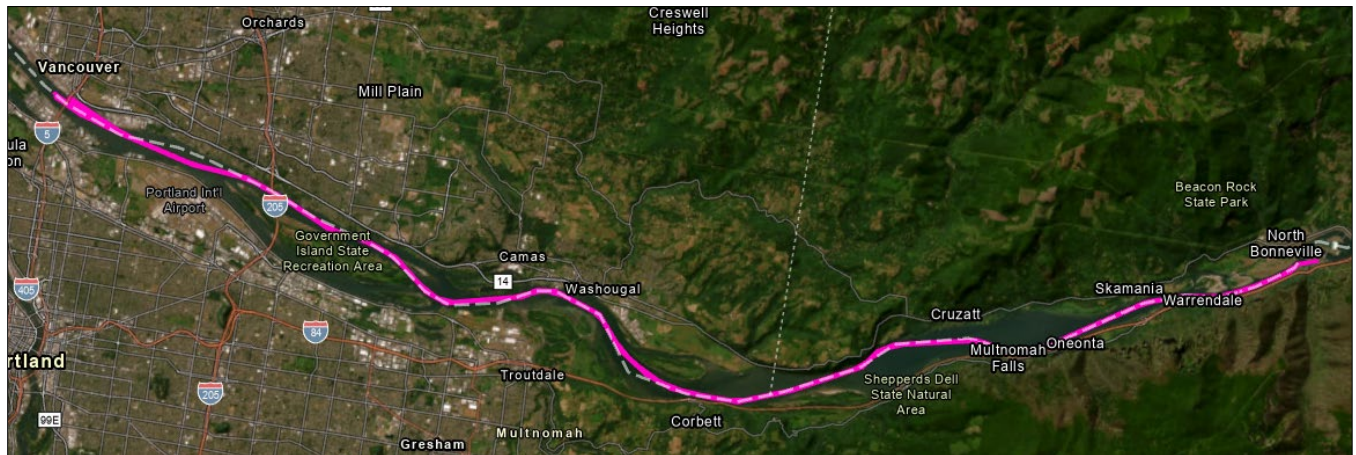 Creswell
Heights
Orchards
Vancouver
Mill Plain
5
ula
on
Portland Int'l
Airport
205
Beacon Rock
State Park
Government
Island State
Recreation Area
North
Bonneville
Camas
14
Washougal
405
Skamania
Warrendale
Cruzatt
84
Multnomah
Falls
Oneonta
rtland
Troutdale
205
Shepperds Dell
State Natural
Area
99E
Corbett
Multnomah
Gresham